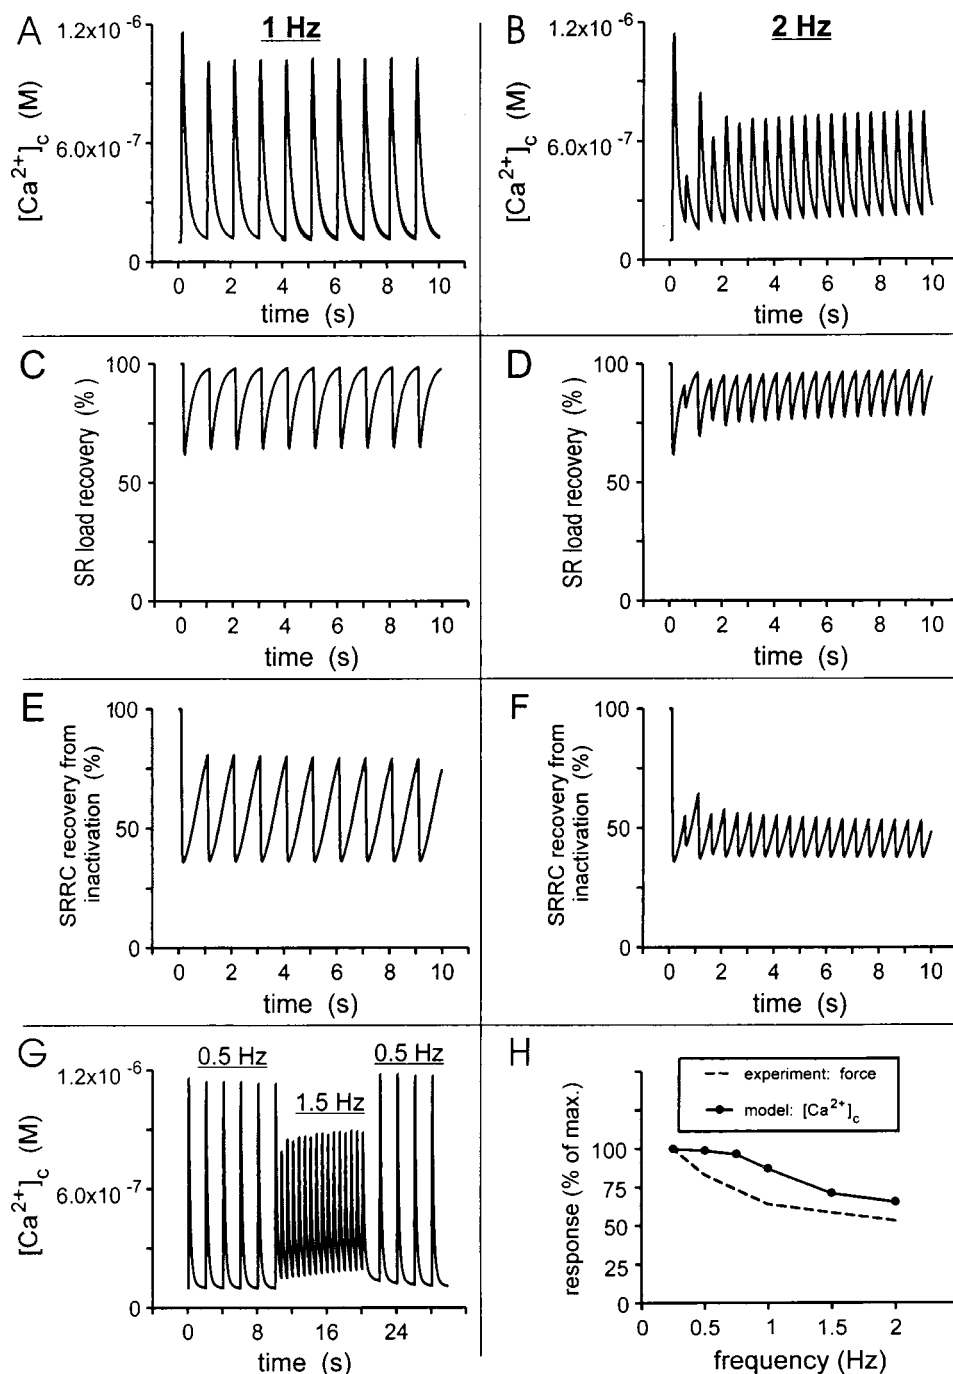 A
1 Hz
1.2x10 -6
6.0x10 -7
0
[Ca2+]c (M)
0 2 4 6 8 10
time (s)
B
2 Hz
1.2x10 -6
6.0x10 -7
0
[Ca2+]c (M)
0 2 4 6 8 10
time (s)
C
100
50
0
SR load recovery (%)
0 2 4 6 8 10
time (s)
D
100
50
0
SR load recovery (%)
0 2 4 6 8 10
time (s)
E
100
50
0
SRRC recovery from
inactivation (%)
0 2 4 6 8 10
time (s)
F
100
50
0
SRRC recovery from
inactivation (%)
0 2 4 6 8 10
time (s)
G
0.5 Hz
1.5 Hz
0.5 Hz
1.2x10 -6
6.0x10 -7
0
[Ca2+]c (M)
0 8 16 24
time (s)
H
experiment: force
model: [Ca2+]c
100
75
50
25
0
response (% of max.)
0 0.5 1 1.5 2
frequency (Hz)